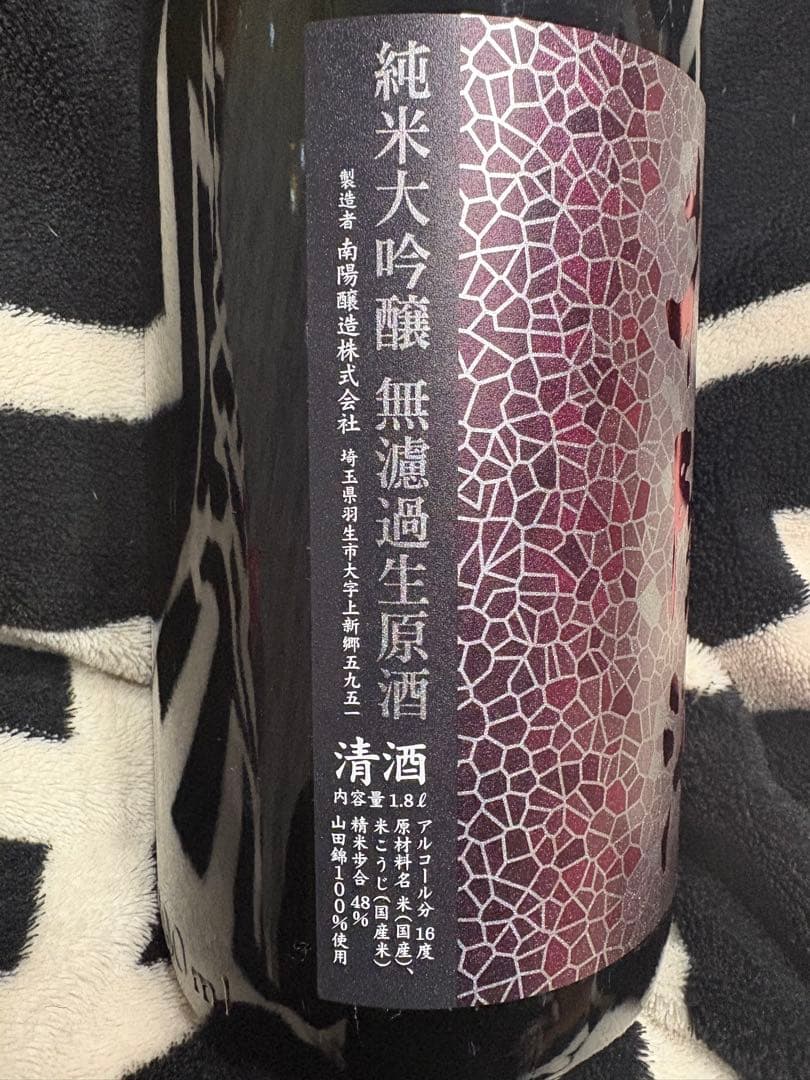 純米大吟醸 無濾過生原酒
製造者 南陽醸造株式会社 埼玉県羽生市大字上新郷五九五一
清酒
内容量 1.8ℓ
アルコール分 16度
原材料名 米(国産)、
米こうじ(国産米)
精米歩合 48%
山田錦100%使用